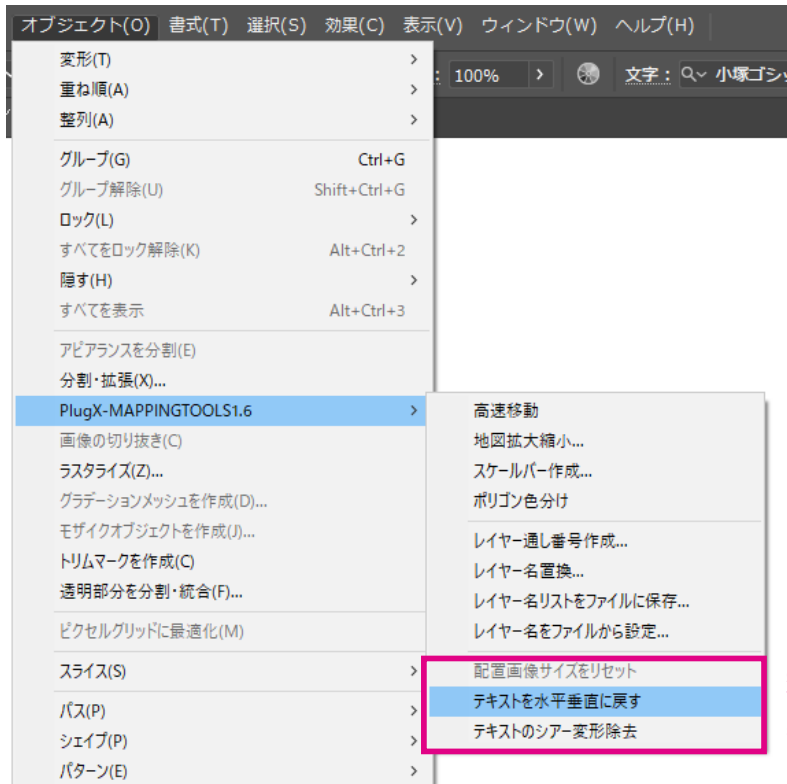 オブジェクト(O) 書式(T) 選択(S) 効果(C) 表示(V) ウィンドウ(W) ヘルプ(H)
変形(T) >
: 100% > 文字 : 小塚ゴシッ
重ね順(A) >
整列(A) >
グループ(G) Ctrl+G
グループ解除(U) Shift+Ctrl+G
ロック(L) >
すべてをロック解除(K) Alt+Ctrl+2
隠す(H) >
すべてを表示 Alt+Ctrl+3
アピアランスを分割(E)
分割・拡張(X)...
PlugX-MAPPINGTOOLS1.6 >
画像の切り抜き(C)
ラスタライズ(Z)...
グラデーションメッシュを作成(D)...
モザイクオブジェクトを作成(J)...
トリムマークを作成(C)
透明部分を分割・統合(F)...
ピクセルグリッドに最適化(M)
スライス(S) >
パス(P) >
シェイプ(P) >
パターン(E) >
高速移動
地図拡大縮小...
スケールバー作成...
ポリゴン色分け
レイヤー通し番号作成...
レイヤー名置換...
レイヤー名リストをファイルに保存...
レイヤー名をファイルから設定...
配置画像サイズをリセット
テキストを水平垂直に戻す
テキストのシアー変形除去